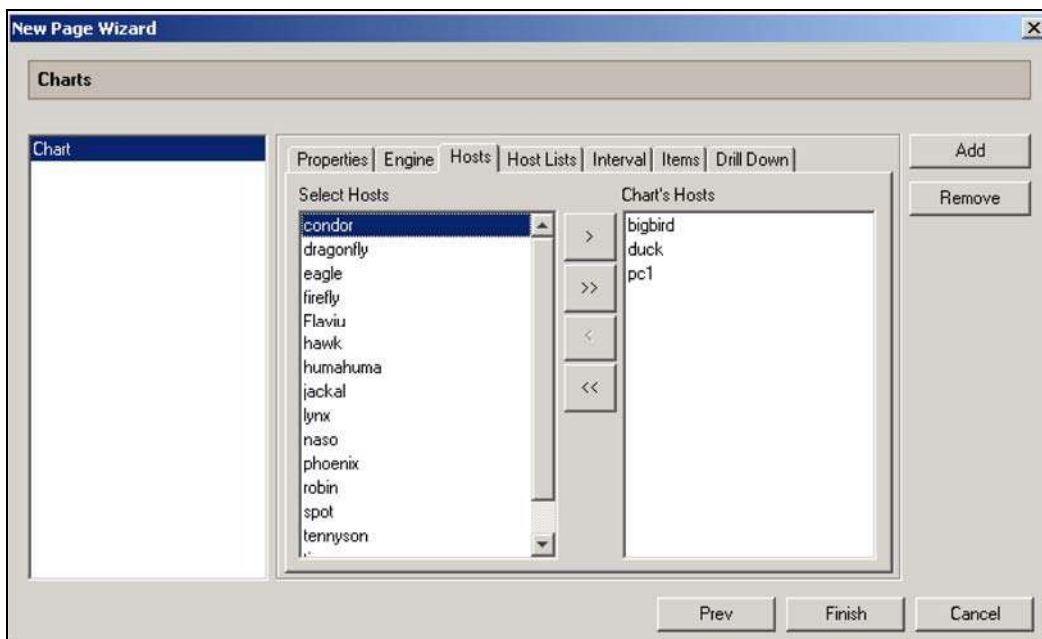 New Page Wizard
Charts
Chart
Properties Engine Hosts Host Lists Interval Items Drill Down
Select Hosts
condor
dragonfly
eagle
firefly
Flaviu
hawk
humahuma
jackal
lynx
naso
phoenix
robin
spot
tennyson
>
>>
<
<<
Chart's Hosts
bigbird
duck
pc1
Add
Remove
Prev Finish Cancel